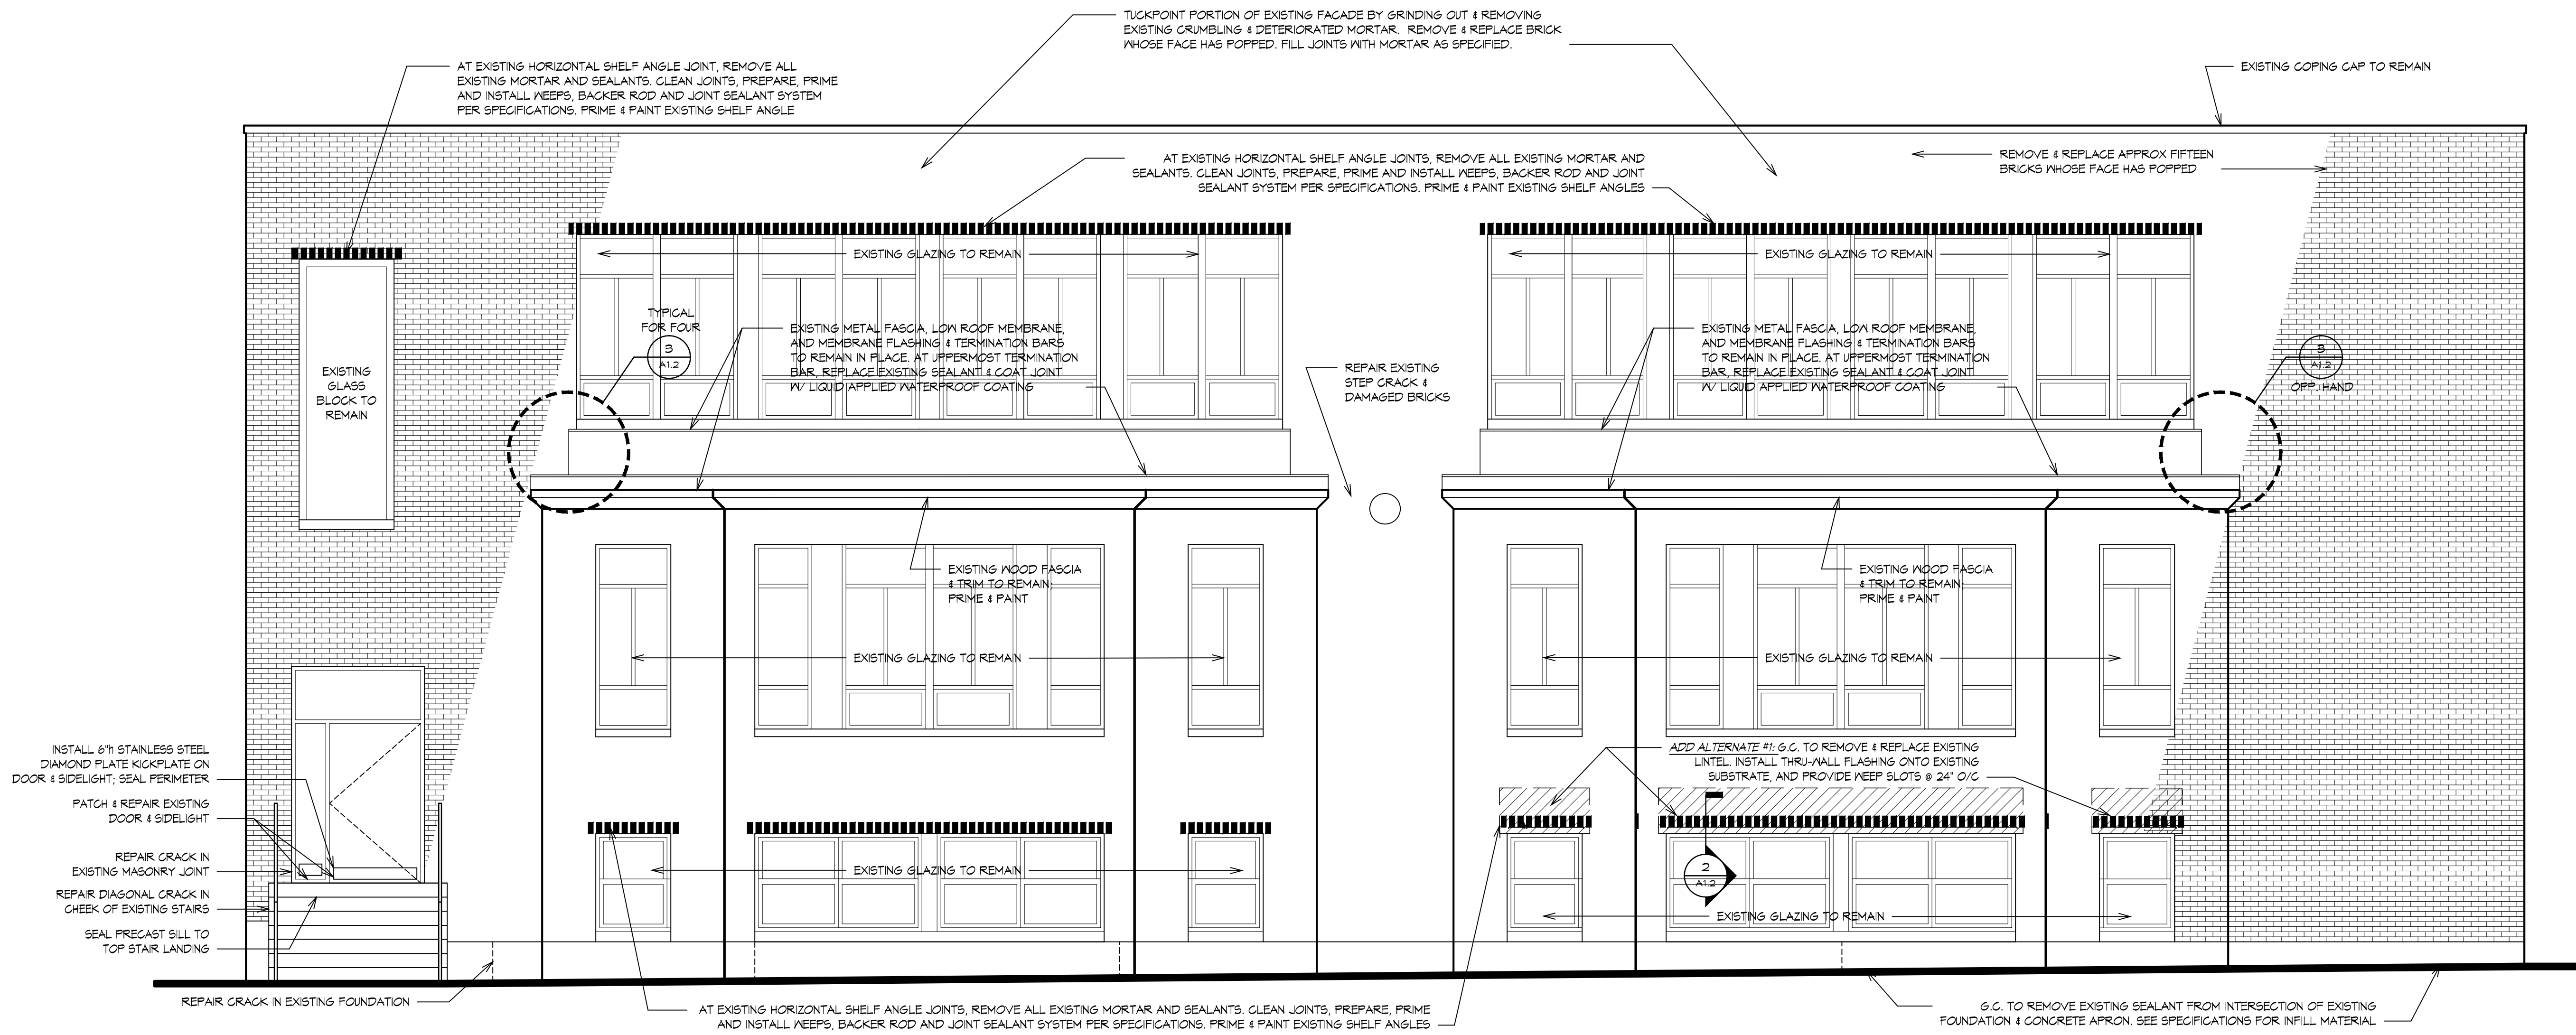 TUCKPOINT PORTION OF EXISTING FACADE BY GRINDING OUT & REMOVING
EXISTING CRUMBLING & DETERIORATED MORTAR. REMOVE & REPLACE BRICK
WHOSE FACE HAS POPPED. FILL JOINTS WITH MORTAR AS SPECIFIED.
AT EXISTING HORIZONTAL SHELF ANGLE JOINT, REMOVE ALL
EXISTING MORTAR AND SEALANTS. CLEAN JOINTS, PREPARE, PRIME
AND INSTALL WEEPS, BACKER ROD AND JOINT SEALANT SYSTEM
PER SPECIFICATIONS. PRIME & PAINT EXISTING SHELF ANGLE
EXISTING COPING CAP TO REMAIN
AT EXISTING HORIZONTAL SHELF ANGLE JOINTS, REMOVE ALL EXISTING MORTAR AND
SEALANTS. CLEAN JOINTS, PREPARE, PRIME AND INSTALL WEEPS, BACKER ROD AND JOINT
SEALANT SYSTEM PER SPECIFICATIONS. PRIME & PAINT EXISTING SHELF ANGLES
REMOVE & REPLACE APPROX FIFTEEN
BRICKS WHOSE FACE HAS POPPED
EXISTING GLAZING TO REMAIN
EXISTING GLAZING TO REMAIN
TYPICAL
FOR FOUR
3
A1.2
EXISTING METAL FASCIA, LOW ROOF MEMBRANE,
AND MEMBRANE FLASHING & TERMINATION BARS
TO REMAIN IN PLACE. AT UPPERMOST TERMINATION
BAR, REPLACE EXISTING SEALANT & COAT JOINT
W/ LIQUID APPLIED WATERPROOF COATING
EXISTING METAL FASCIA, LOW ROOF MEMBRANE,
AND MEMBRANE FLASHING & TERMINATION BARS
TO REMAIN IN PLACE. AT UPPERMOST TERMINATION
BAR, REPLACE EXISTING SEALANT & COAT JOINT
W/ LIQUID APPLIED WATERPROOF COATING
3
A1.2
OPP. HAND
EXISTING
GLASS
BLOCK TO
REMAIN
REPAIR EXISTING
STEP CRACK &
DAMAGED BRICKS
EXISTING WOOD FASCIA
& TRIM TO REMAIN;
PRIME & PAINT
EXISTING WOOD FASCIA
& TRIM TO REMAIN;
PRIME & PAINT
EXISTING GLAZING TO REMAIN
EXISTING GLAZING TO REMAIN
INSTALL 6"h STAINLESS STEEL
DIAMOND PLATE KICKPLATE ON
DOOR & SIDELIGHT; SEAL PERIMETER
ADD ALTERNATE #1: G.C. TO REMOVE & REPLACE EXISTING
LINTEL. INSTALL THRU-WALL FLASHING ONTO EXISTING
SUBSTRATE, AND PROVIDE WEEP SLOTS @ 24" O/C
PATCH & REPAIR EXISTING
DOOR & SIDELIGHT
REPAIR CRACK IN
EXISTING MASONRY JOINT
EXISTING GLAZING TO REMAIN
2
A1.2
REPAIR DIAGONAL CRACK IN
CHEEK OF EXISTING STAIRS
EXISTING GLAZING TO REMAIN
SEAL PRECAST SILL TO
TOP STAIR LANDING
REPAIR CRACK IN EXISTING FOUNDATION
AT EXISTING HORIZONTAL SHELF ANGLE JOINTS, REMOVE ALL EXISTING MORTAR AND SEALANTS. CLEAN JOINTS, PREPARE, PRIME
AND INSTALL WEEPS, BACKER ROD AND JOINT SEALANT SYSTEM PER SPECIFICATIONS. PRIME & PAINT EXISTING SHELF ANGLES
G.C. TO REMOVE EXISTING SEALANT FROM INTERSECTION OF EXISTING
FOUNDATION & CONCRETE APRON. SEE SPECIFICATIONS FOR INFILL MATERIAL